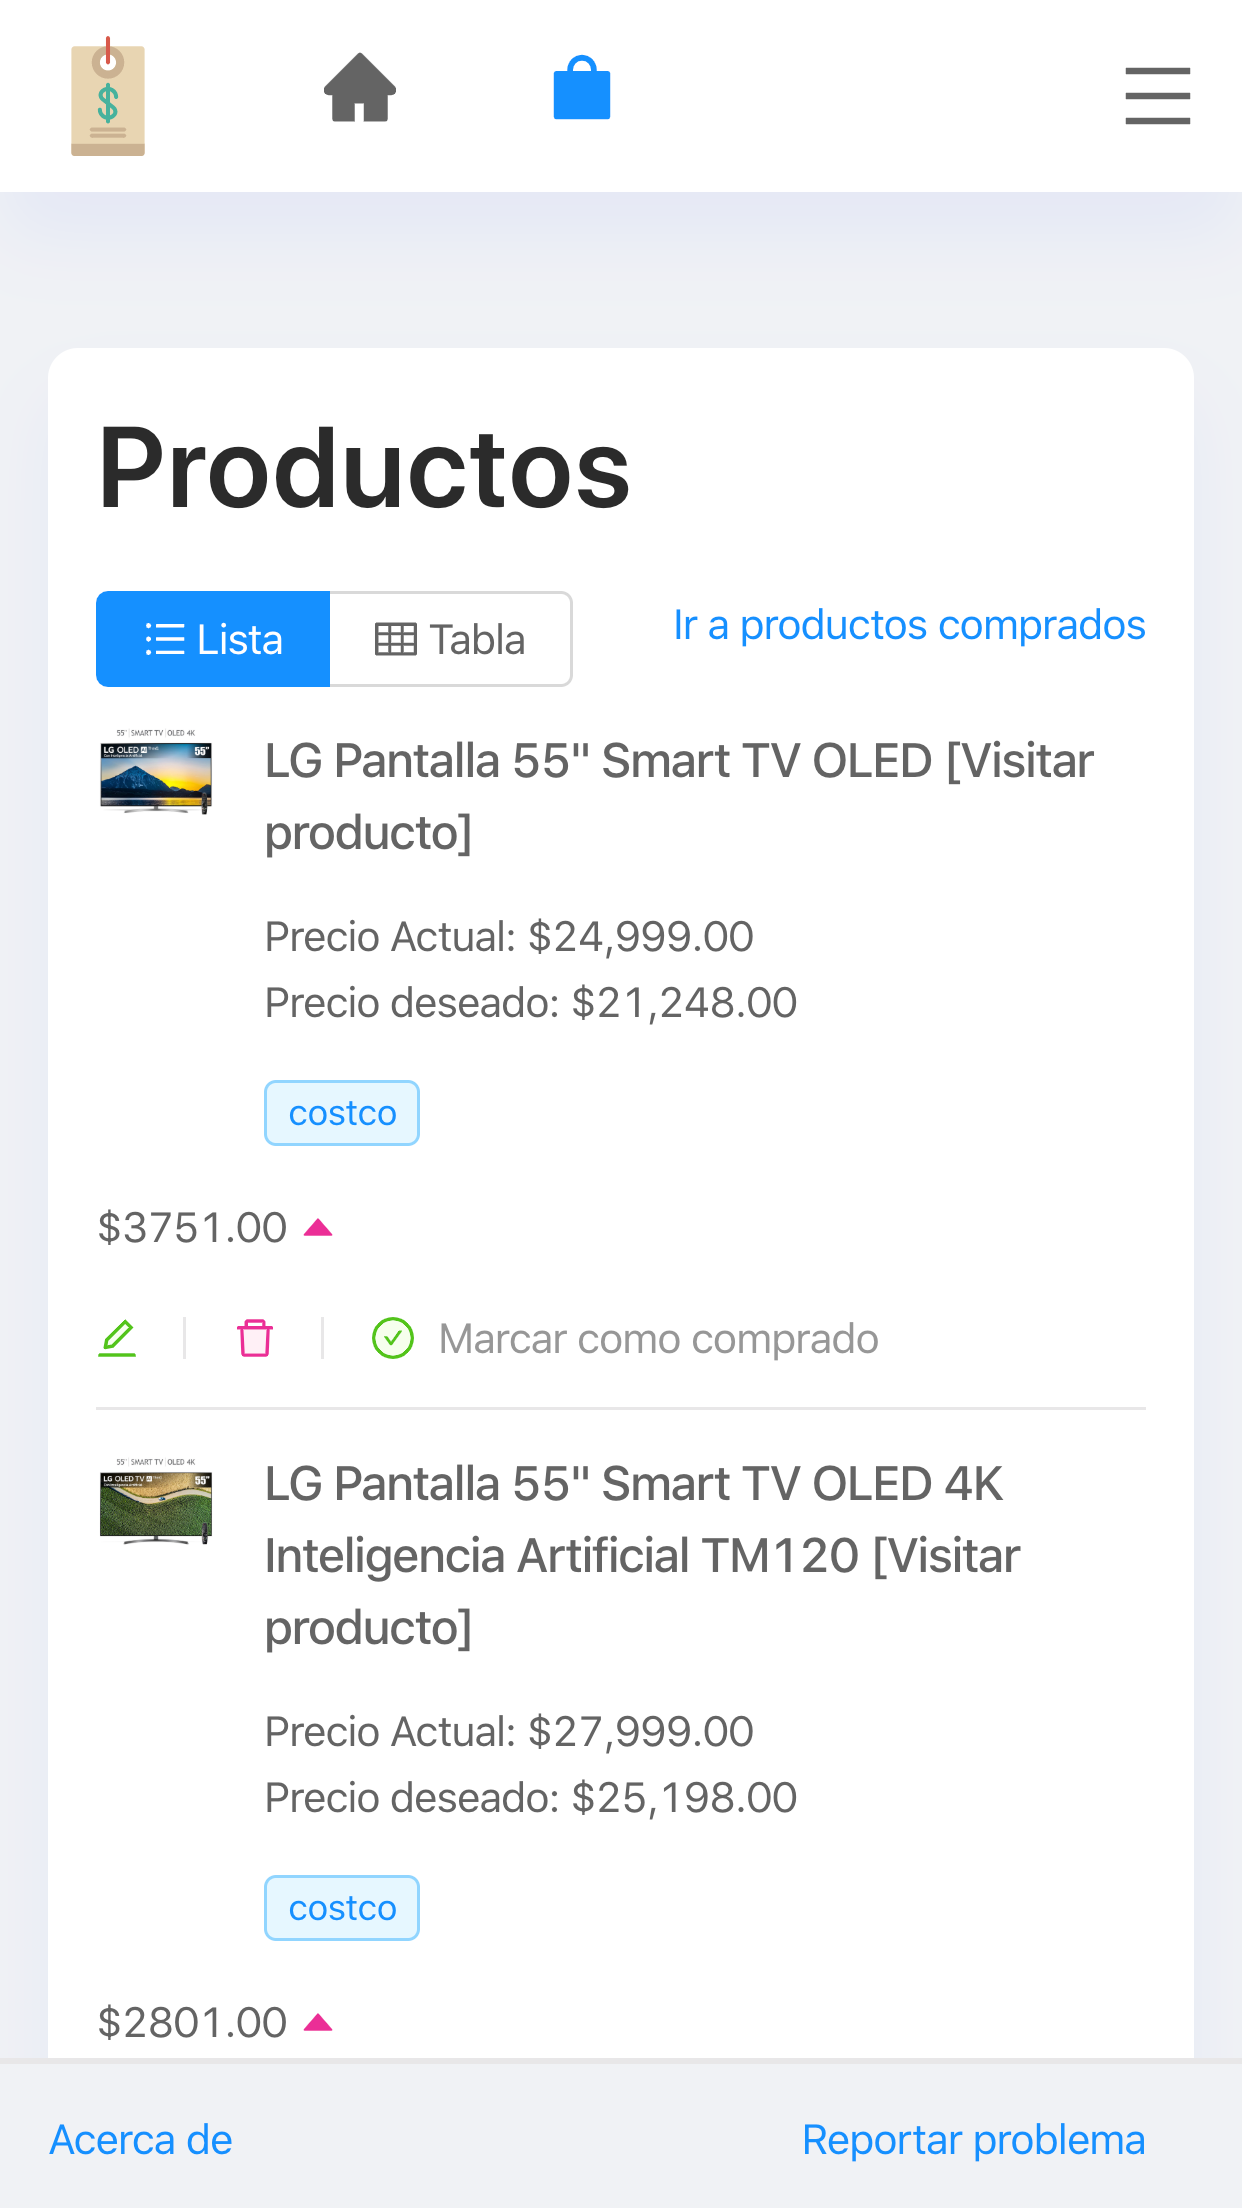 $
Productos
Lista
Tabla
Ir a productos comprados
55" SMART TV OLED 4K
LG OLED AI
55"
LG Pantalla 55" Smart TV OLED [Visitar
producto]
Precio Actual: $24,999.00
Precio deseado: $21,248.00
costco
$3751.00
Marcar como comprado
55" SMART TV OLED 4K
LG OLED TV AI
55"
LG Pantalla 55" Smart TV OLED 4K
Inteligencia Artificial TM120 [Visitar
producto]
Precio Actual: $27,999.00
Precio deseado: $25,198.00
costco
$2801.00
Acerca de
Reportar problema